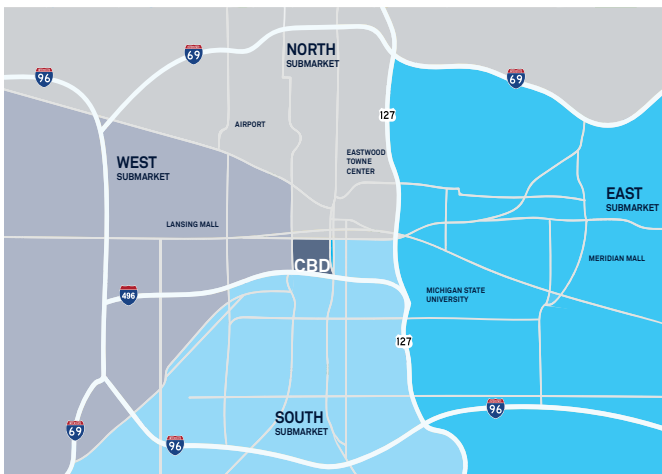 NORTH
SUBMARKET
69
96
69
127
AIRPORT
EASTWOOD
TOWNE
CENTER
WEST
SUBMARKET
EAST
SUBMARKET
LANSING MALL
MERIDIAN MALL
CBD
496
MICHIGAN STATE
UNIVERSITY
127
96
SOUTH
SUBMARKET
69
96